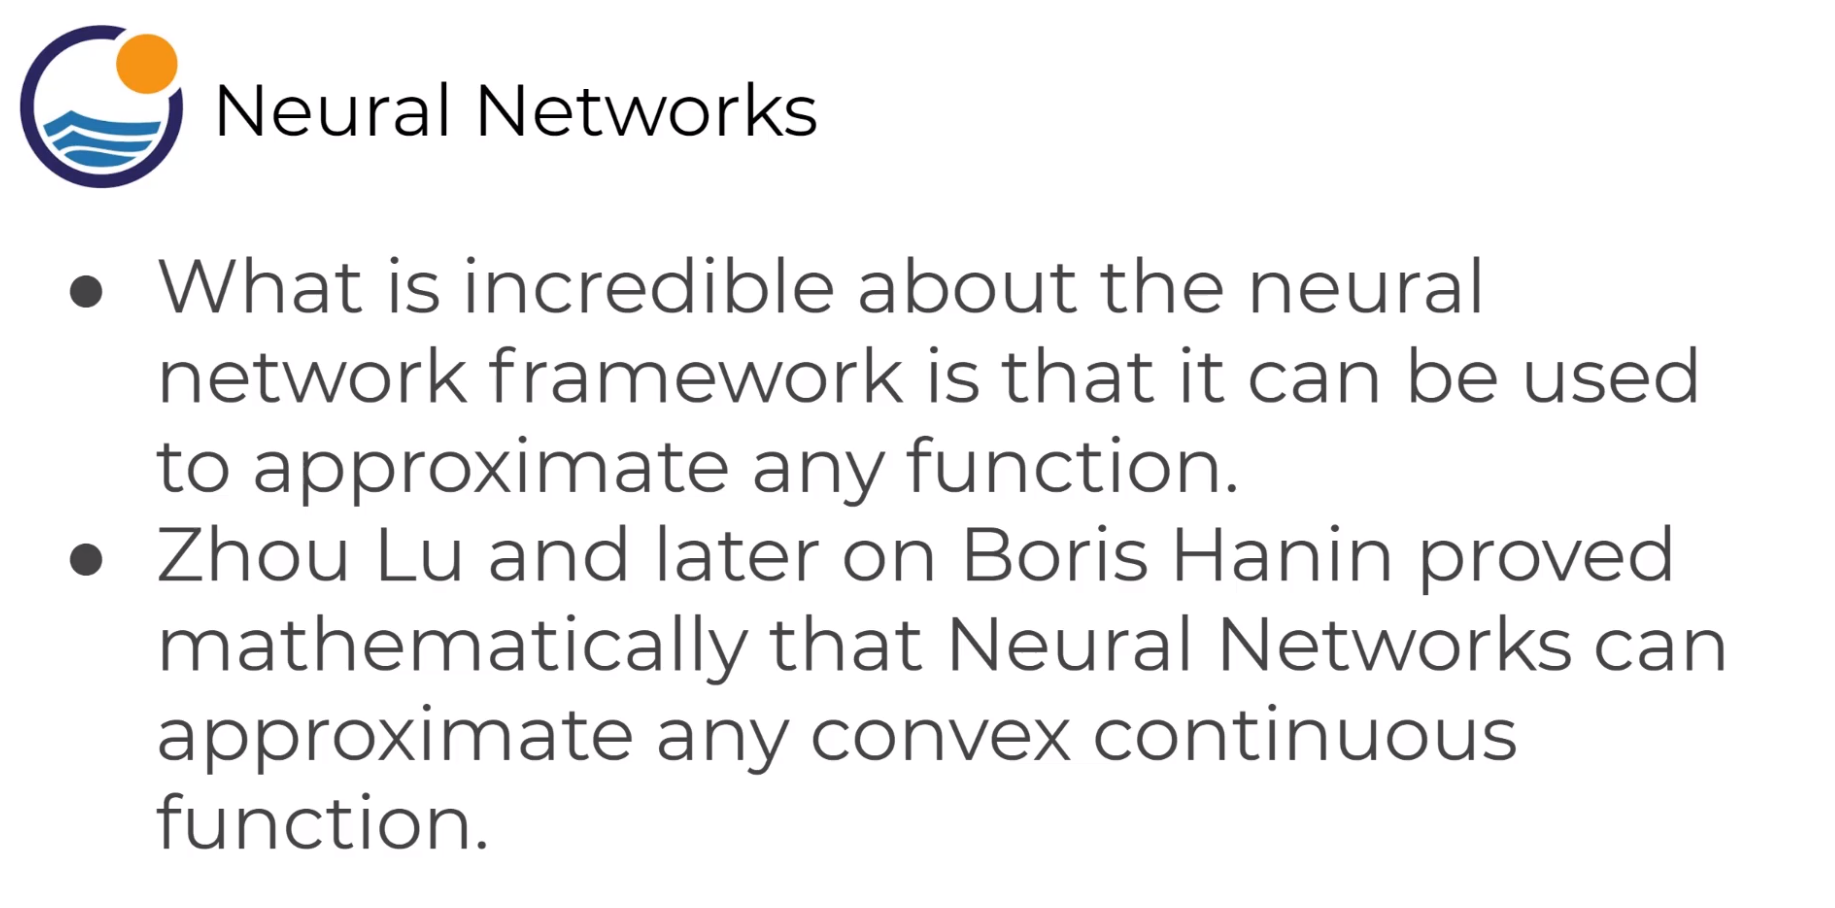 Neural Networks
● What is incredible about the neural
network framework is that it can be used
to approximate any function.
● Zhou Lu and later on Boris Hanin proved
mathematically that Neural Networks can
approximate any convex continuous
function.